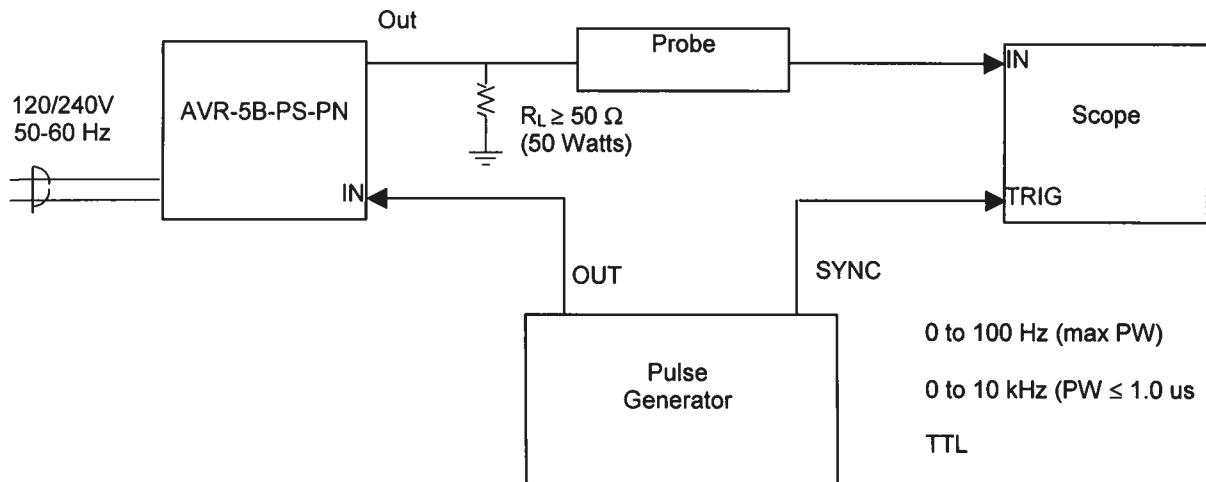 Out
Probe
IN
120/240V
50-60 Hz
AVR-5B-PS-PN
R_L ≥ 50 Ω
(50 Watts)
Scope
IN
TRIG
OUT
SYNC
Pulse
Generator
0 to 100 Hz (max PW)
0 to 10 kHz (PW ≤ 1.0 us
TTL